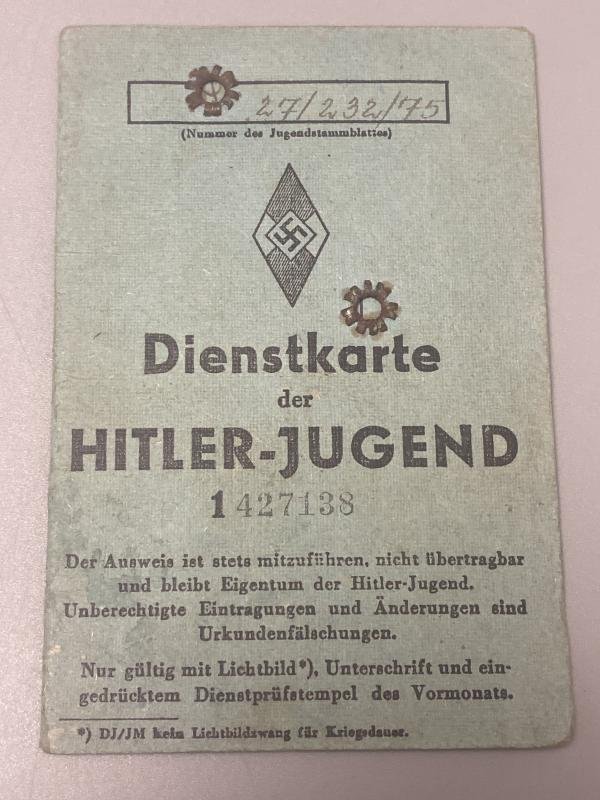 27/232/75
(Nummer des Jugendstammblattes)
Dienstkarte
der
HITLER-JUGEND
1 427138
Der Ausweis ist stets mitzuführen, nicht übertragbar
und bleibt Eigentum der Hitler-Jugend.
Unberechtigte Eintragungen und Änderungen sind
Urkundenfälschungen.
Nur gültig mit Lichtbild*), Unterschrift und ein-
gedrücktem Dienstprüfstempel des Vormonats.
*) DJ/JM kein Lichtbildzwang für Kriegsdauer.